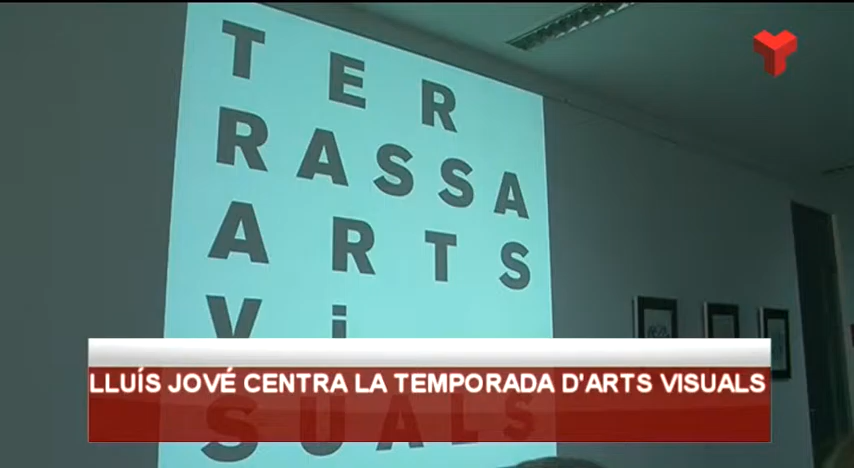 TER
RASSA
ARTS
Vi
SUALS
LLUÍS JOVÉ CENTRA LA TEMPORADA D'ARTS VISUALS